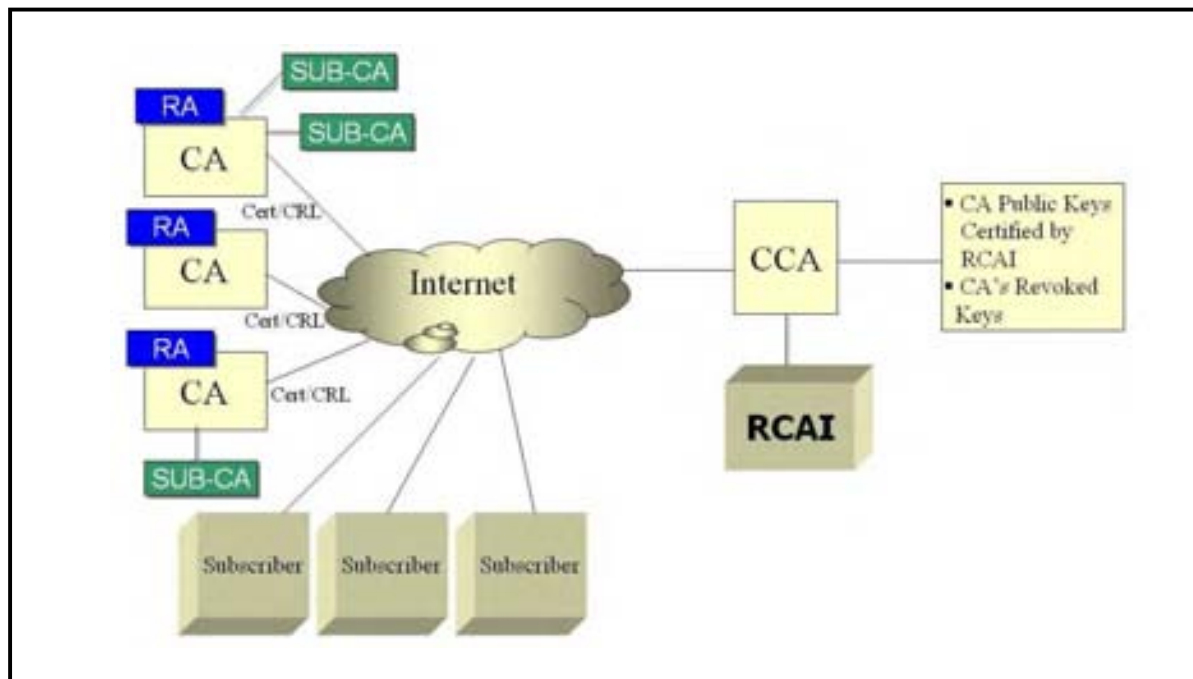 SUB-CA
RA
SUB-CA
CA
Cert/CRL
RA
CA
Cert/CRL
RA
CA
Cert/CRL
SUB-CA
Internet
CCA
▪ CA Public Keys
Certified by
RCAI
▪ CA's Revoked
Keys
RCAI
Subscriber
Subscriber
Subscriber